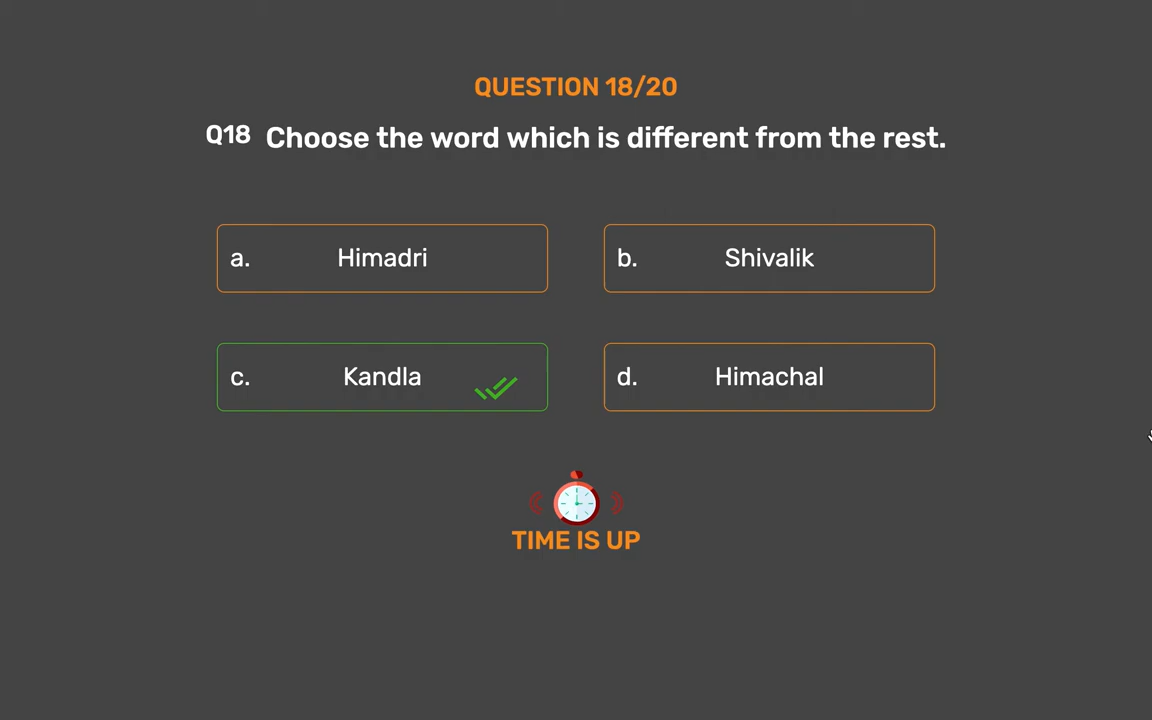 QUESTION 18/20
Q18 Choose the word which is different from the rest.
a. Himadri
b. Shivalik
c. Kandla
d. Himachal
TIME IS UP